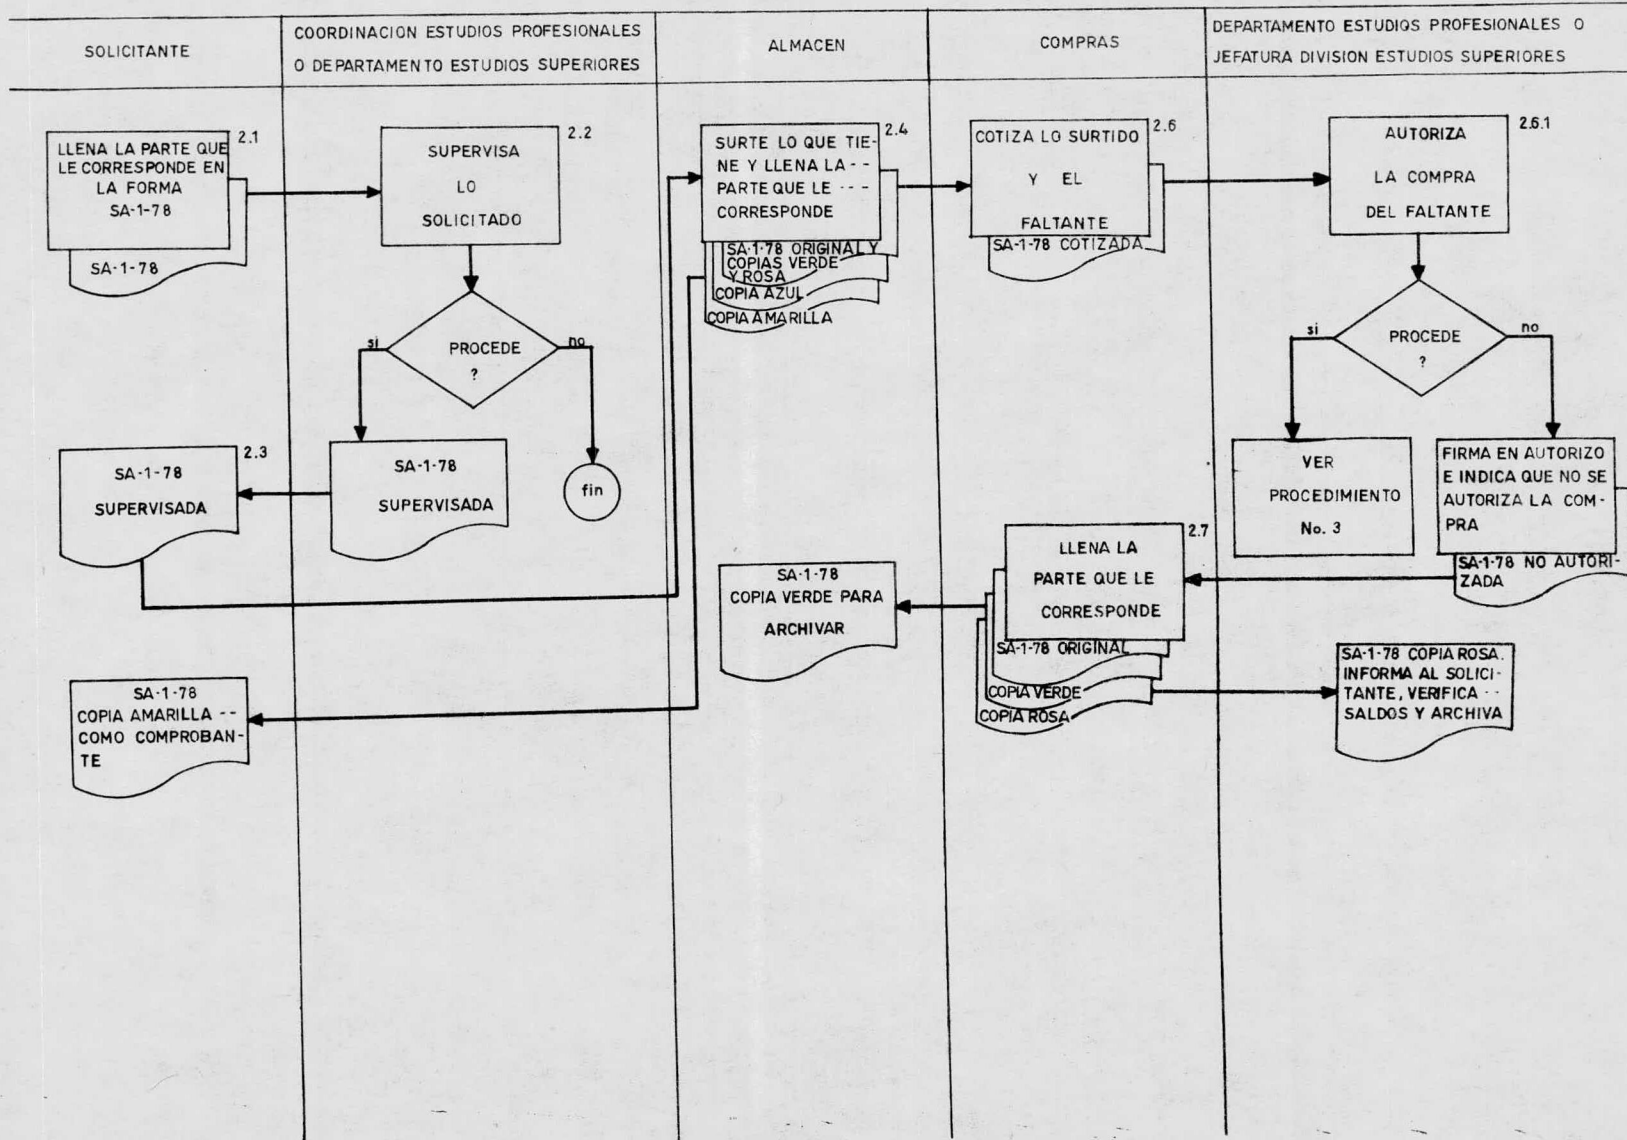 SOLICITANTE
COORDINACION ESTUDIOS PROFESIONALES
O DEPARTAMENTO ESTUDIOS SUPERIORES
ALMACEN
COMPRAS
DEPARTAMENTO ESTUDIOS PROFESIONALES O
JEFATURA DIVISION ESTUDIOS SUPERIORES
2.1
LLENA LA PARTE QUE
LE CORRESPONDE EN
LA FORMA
SA-1-78
SA-1-78
2.2
SUPERVISA
LO
SOLICITADO
PROCEDE
?
si
no
SA-1-78
SUPERVISADA
fin
2.3
SA-1-78
SUPERVISADA
2.4
SURTE LO QUE TIE-
NE Y LLENA LA - -
PARTE QUE LE - - -
CORRESPONDE
SA-1-78 ORIGINAL Y
COPIAS VERDE
Y ROSA
COPIA AZUL
COPIA AMARILLA
2.6
COTIZA LO SURTIDO
Y EL
FALTANTE
SA-1-78 COTIZADA
2.6.1
AUTORIZA
LA COMPRA
DEL FALTANTE
PROCEDE
?
si
no
VER
PROCEDIMIENTO
No. 3
FIRMA EN AUTORIZO
E INDICA QUE NO SE
AUTORIZA LA COM-
PRA
SA-1-78 NO AUTORI-
ZADA
2.7
LLENA LA
PARTE QUE LE
CORRESPONDE
SA-1-78 ORIGINAL
COPIA VERDE
COPIA ROSA
SA-1-78
COPIA VERDE PARA
ARCHIVAR
SA-1-78 COPIA ROSA.
INFORMA AL SOLICI-
TANTE, VERIFICA - -
SALDOS Y ARCHIVA
SA-1-78
COPIA AMARILLA - -
COMO COMPROBAN-
TE